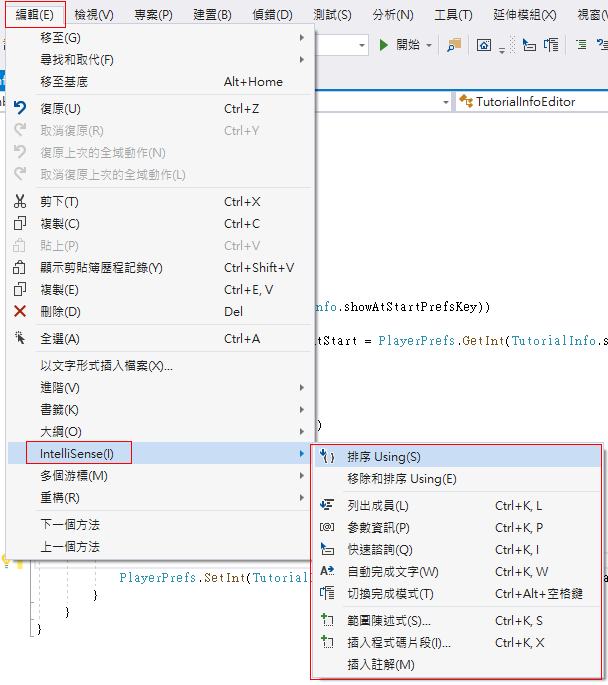 編輯(E) 檢視(V) 專案(P) 建置(B) 偵錯(D) 測試(S) 分析(N) 工具(T) 延伸模組(X) 視窗(
開始
TutorialInfoEditor
移至(G)
尋找和取代(F)
移至基底 Alt+Home
復原(U) Ctrl+Z
取消復原(R) Ctrl+Y
復原上次的全域動作(N)
取消復原上次的全域動作(L)
剪下(T) Ctrl+X
複製(C) Ctrl+C
貼上(P) Ctrl+V
顯示剪貼簿歷程記錄(Y) Ctrl+Shift+V
複製(E) Ctrl+E, V
刪除(D) Del
全選(A) Ctrl+A
以文字形式插入檔案(X)...
進階(V)
書籤(K)
大綱(O)
IntelliSense(I)
多個游標(M)
重構(R)
下一個方法
上一個方法
nfo.showAtStartPrefsKey))
tStart = PlayerPrefs.GetInt(TutorialInfo.s
)
排序 Using(S)
移除和排序 Using(E)
列出成員(L) Ctrl+K, L
參數資訊(P) Ctrl+K, P
快速諮詢(Q) Ctrl+K, I
自動完成文字(W) Ctrl+K, W
切換完成模式(T) Ctrl+Alt+空格鍵
範圍陳述式(S)... Ctrl+K, S
插入程式碼片段(I)... Ctrl+K, X
插入註解(M)
PlayerPrefs.SetInt(Tutorial
}
}
}